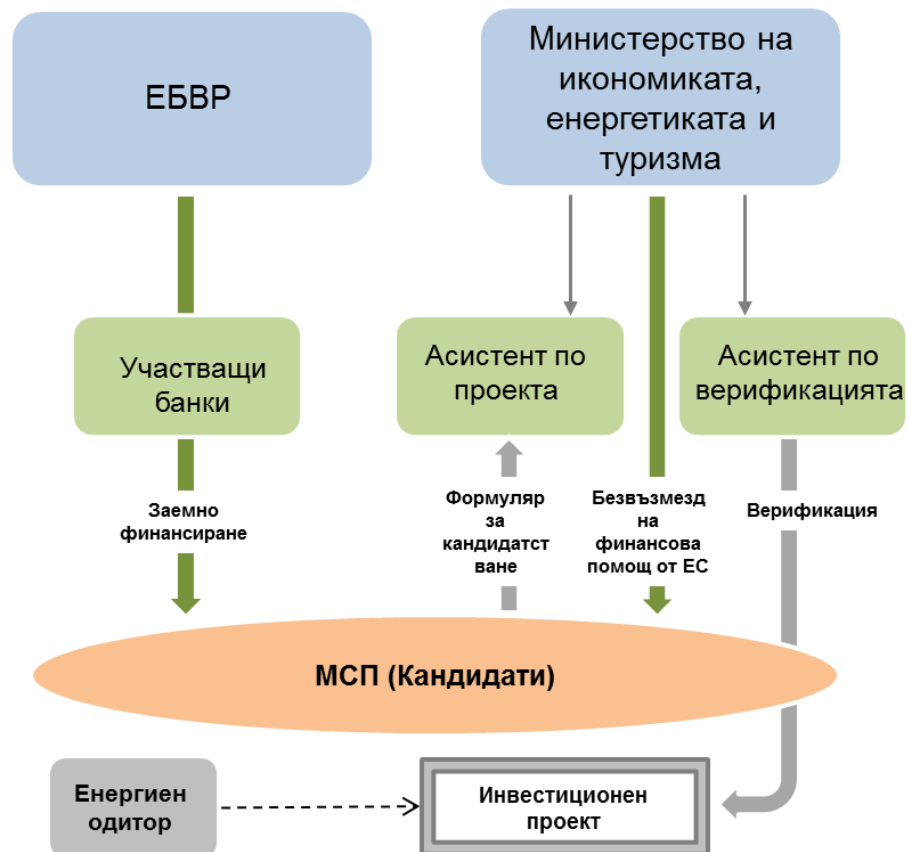 ЕБВР
Министерство на
икономиката,
енергетиката и
туризма
Участващи
банки
Асистент по
проекта
Асистент по
верификацията
Заемно
финансиране
Формуляр
за
кандидатст
ване
Безвъзмезд
на
финансова
помощ от ЕС
Верификация
МСП (Кандидати)
Енергиен
одитор
Инвестиционен
проект